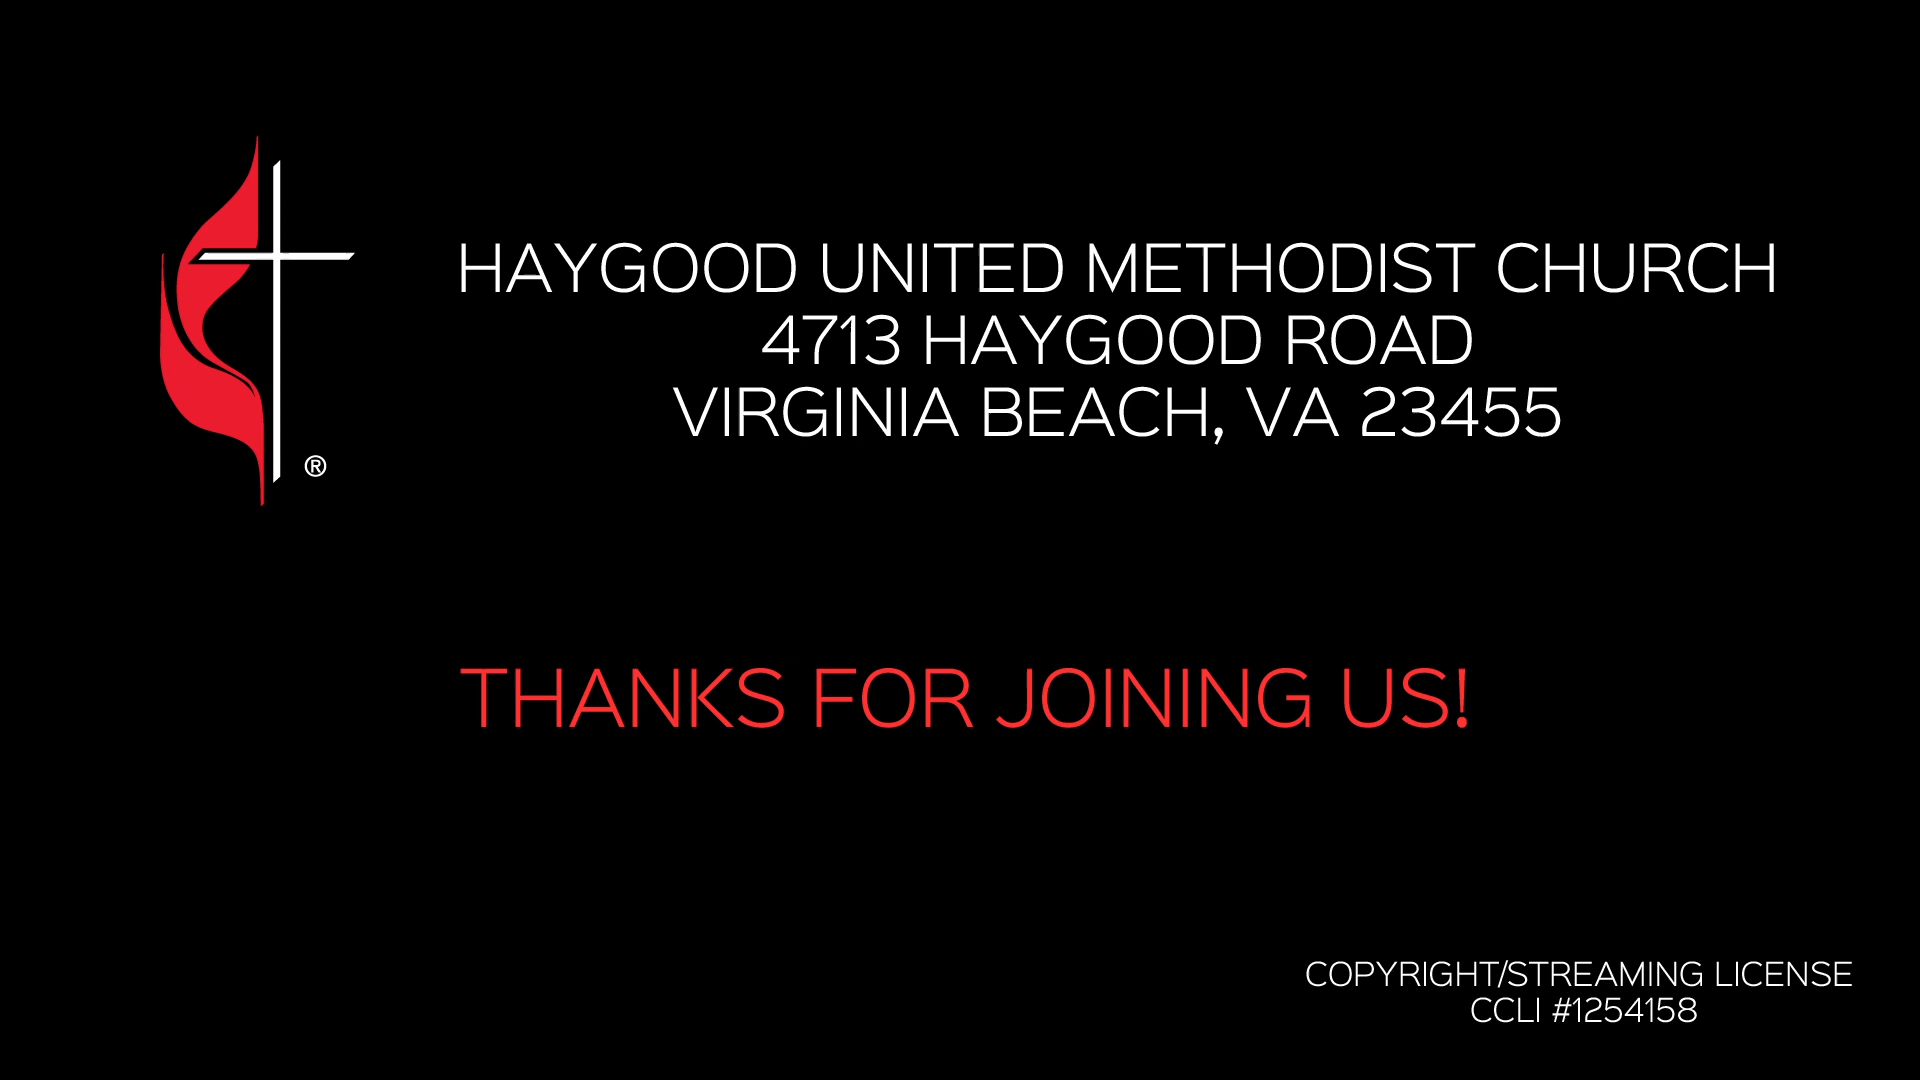 HAYGOOD UNITED METHODIST CHURCH
4713 HAYGOOD ROAD
VIRGINIA BEACH, VA 23455
®
THANKS FOR JOINING US!
COPYRIGHT/STREAMING LICENSE
CCLI #1254158